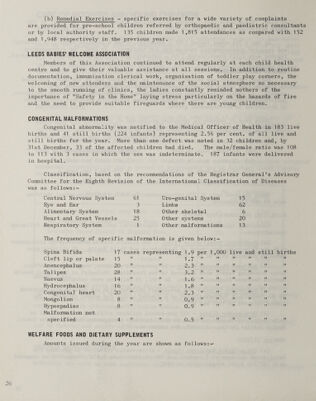 (b) Remedial Exercises - specific exercises for a wide variety of complaints
are provided for pre-school children referred by orthopaedic and paediatric consultants
or by local authority staff. 135 children made 1,815 attendances as compared with 152
and 1,948 respectively in the previous year.
LEEDS BABIES' WELCOME ASSOCIATION
Members of this Association continued to attend regularly at each child health
centre and to give their valuable assistance at all sessions. In addition to routine
documentation, immunisation clerical work, organisation of toddler play corners, the
welcoming of new attenders and the maintenance of the social atmosphere so necessary
to the smooth running of clinics, the ladies constantly reminded mothers of the
importance of "Safety in the Home" laying stress particularly on the hazards of fire
and the need to provide suitable fireguards where there are young children.
CONGENITAL MALFORMATIONS
Congenital abnormality was notified to the Medical Officer of Health in 183 live
births and 41 still births (224 infants) representing 2.5% per cent, of all live and
still births for the year. More than one defect was noted in 32 children and, by
31st December, 33 of the affected children had died. The male/female ratio was 108
to 113 with 3 cases in which the sex was indeterminate. 187 infants were delivered
in hospital.
Classification, based on the recommendations of the Registrar General's Advisory
Committee for the Eighth Revision of the International Classification of Diseases
was as follows:-
Central Nervous System 61 Uro-genital System 15
Eye and Ear 3 Limbs 62
Alimentary System 18 Other skeletal 6
Heart and Great Vessels 25 Other systems 20
Respiratory System 1 Other malformations 13
The frequency of specific malformation is given below:-
Spina Bifida 17 cases representing 1.9 per 1,000 live and still births
Cleft lip or palate 15 " " 1.7 " " " " " "
Anencephalus 20 " " 2.3 " " " " " "
Talipes 28 " " 3.2 " " " " " "
Naevus 14 " " 1.6 " " " " " "
Hydrocephalus 16 " " 1.8 " " " " " "
Congenital heart 20 " " 2.3 " " " " " "
Mongolism 8 " " 0.9 " " " " " "
Hypospadias 8 " " 0.9 " " " " " "
Malformation not
specified 4 " " 0.5 " " " " " "
WELFARE FOODS AND DIETARY SUPPLEMENTS
Amounts issued during the year are shown as follows:-
26